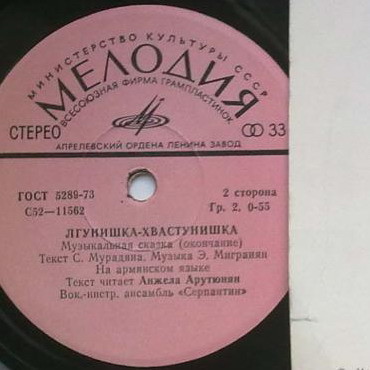 МИНИСТЕРСТВО КУЛЬТУРЫ СССР
МЕЛОДИЯ
ВСЕСОЮЗНАЯ ФИРМА ГРАМПЛАСТИНОК
СТЕРЕО 33
АПРЕЛЕВСКИЙ ОРДЕНА ЛЕНИНА ЗАВОД
ГОСТ 5289-73 2 сторона
С52—11562 Гр. 2. 0-55
ЛГУНИШКА-ХВАСТУНИШКА
Музыкальная сказка (окончание)
Текст С. Мурадяна. Музыка Э. Мигранян
На армянском языке
Текст читает Анжела Арутюнян
Вок.-инстр. ансамбль «Серпантин»